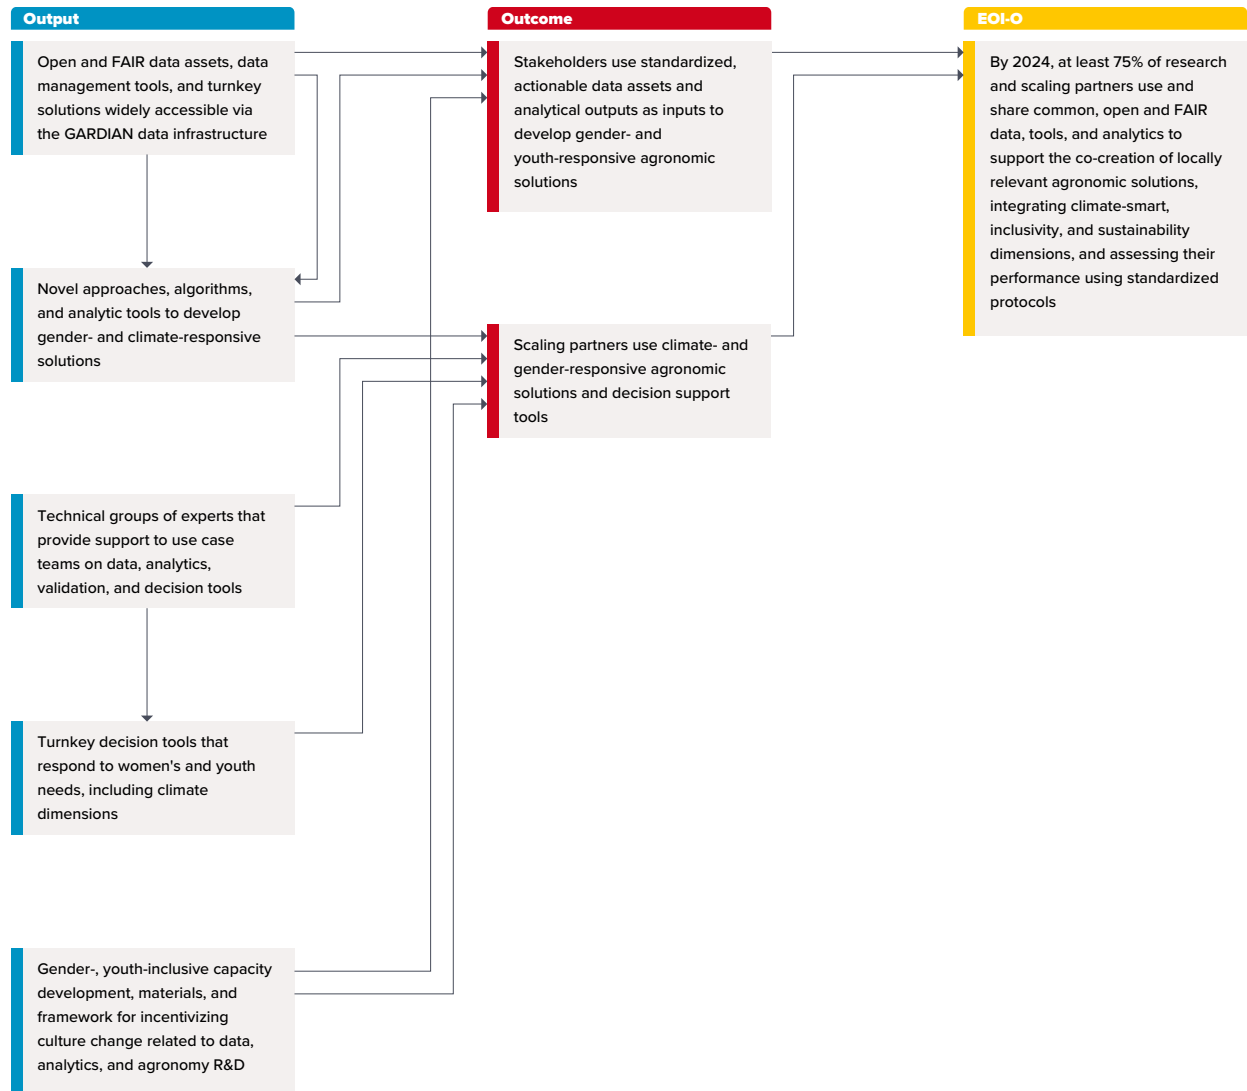 Output
Open and FAIR data assets, data
management tools, and turnkey
solutions widely accessible via
the GARDIAN data infrastructure
Novel approaches, algorithms,
and analytic tools to develop
gender- and climate-responsive
solutions
Technical groups of experts that
provide support to use case
teams on data, analytics,
validation, and decision tools
Turnkey decision tools that
respond to women's and youth
needs, including climate
dimensions
Gender-, youth-inclusive capacity
development, materials, and
framework for incentivizing
culture change related to data,
analytics, and agronomy R&D
Outcome
Stakeholders use standardized,
actionable data assets and
analytical outputs as inputs to
develop gender- and
youth-responsive agronomic
solutions
Scaling partners use climate- and
gender-responsive agronomic
solutions and decision support
tools
EOI-O
By 2024, at least 75% of research
and scaling partners use and
share common, open and FAIR
data, tools, and analytics to
support the co-creation of locally
relevant agronomic solutions,
integrating climate-smart,
inclusivity, and sustainability
dimensions, and assessing their
performance using standardized
protocols